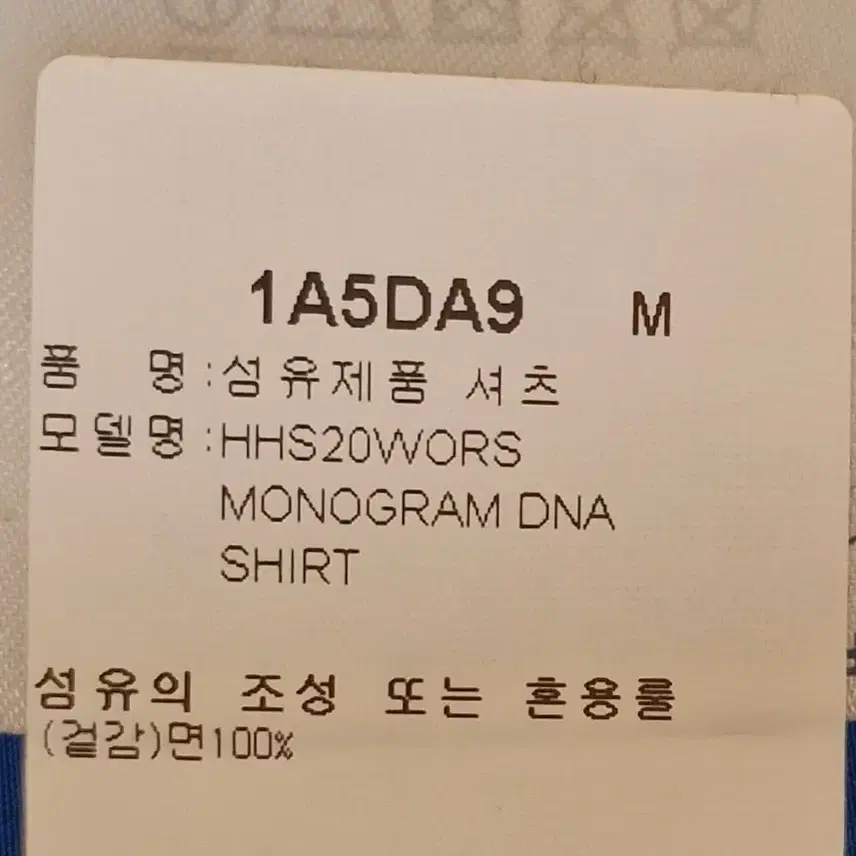 1A5DA9 M
품 명:섬유제품 셔츠
모델명:HHS20WORS
MONOGRAM DNA
SHIRT
섬유의 조성 또는 혼용률
(겉감)면100%